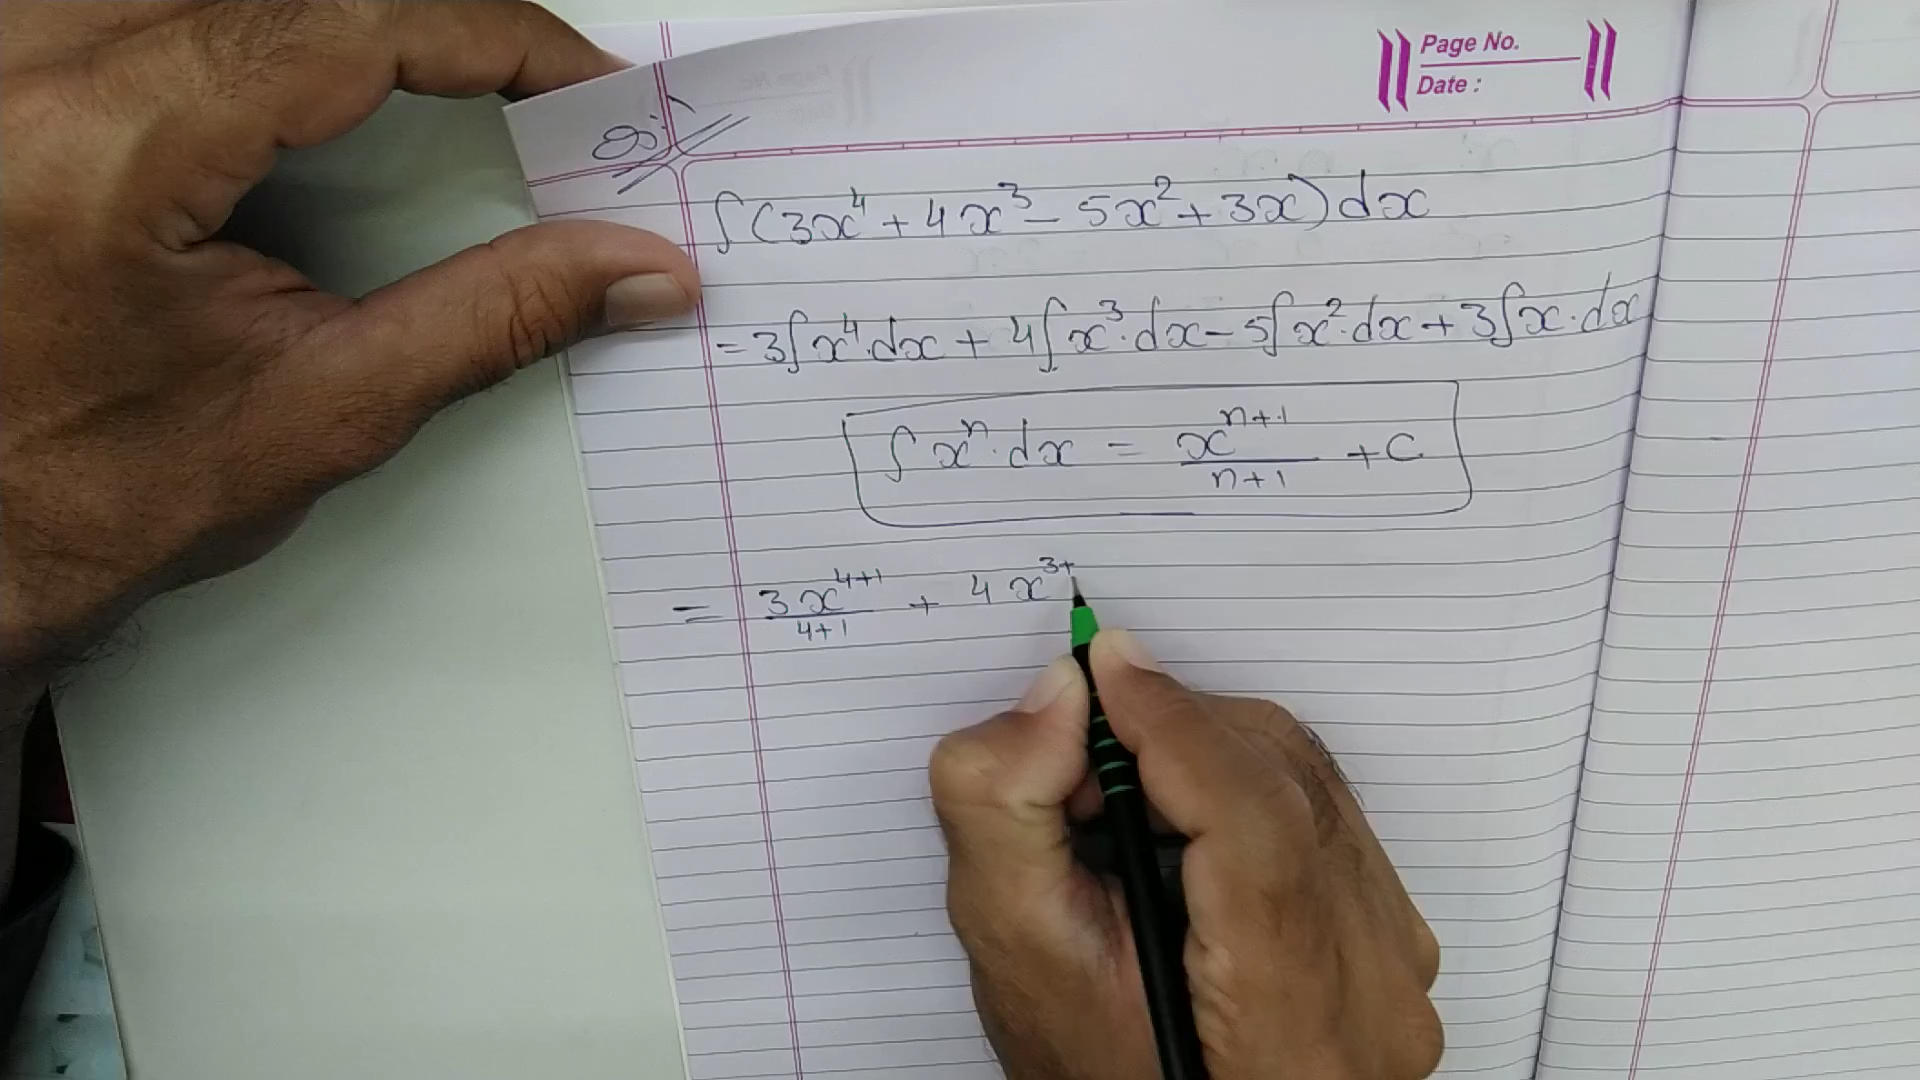 Page No.
Date :
∫(3x⁴ + 4x³ - 5x² + 3x)dx
= 3∫x⁴.dx + 4∫x³.dx - 5∫x².dx + 3∫x.dx
∫xⁿ.dx = xⁿ⁺¹/n+1 + C
= 3x⁴⁺¹/4+1 + 4x³⁺